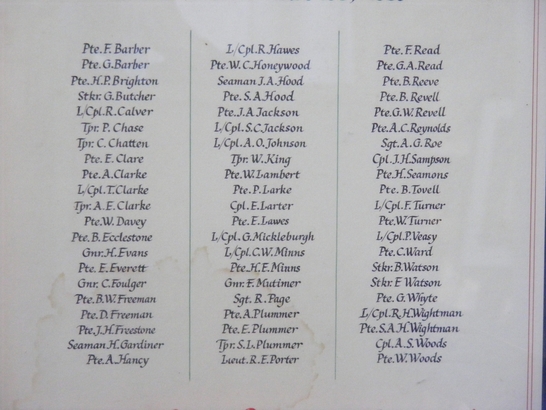 Pte. F. Barber
Pte. G. Barber
Pte. H.P. Brighton
Stkr. G. Butcher
L/Cpl. R. Calver
Tpr. P. Chase
Tpr. C. Chatten
Pte. E. Clare
Pte. A. Clarke
L/Cpl. T. Clarke
Tpr. A. E. Clarke
Pte. W. Davey
Pte. B. Ecclestone
Gnr. H. Evans
Pte. E. Everett
Gnr. C. Foulger
Pte. B.W. Freeman
Pte. D. Freeman
Pte. J.H. Freestone
Seaman H. Gardiner
Pte. A. Hancy
L/Cpl. R. Hawes
Pte. W. C. Honeywood
Seaman J.A. Hood
Pte. S. A. Hood
Pte. J.A. Jackson
L/Cpl. S.C. Jackson
L/Cpl. A. O. Johnson
Tpr. W. King
Pte. W. Lambert
Pte. P. Larke
Cpl. E. Larter
Pte. E. Lawes
L/Cpl. G. Mickleburgh
L/Cpl. C.W. Minns
Pte. H.E. Minns
Gnr. F. Mutimer
Sgt. R. Page
Pte. A. Plummer
Pte. E. Plummer
Tpr. S. L. Plummer
Lieut. R. E. Porter
Pte. F. Read
Pte. G. A. Read
Pte. B. Reeve
Pte. B. Revell
Pte. G.W. Revell
Pte. A. C. Reynolds
Sgt. A. G. Roe
Cpl. J.H. Sampson
Pte. H. Seamons
Pte. B. Tovell
L/Cpl. F. Turner
Pte. W. Turner
L/Cpl. P. Veasy
Pte. C. Ward
Stkr. B. Watson
Stkr. F Watson
Pte. G. Whyte
L/Cpl. R.H. Wightman
Pte. S.A.H. Wightman
Cpl. A. S. Woods
Pte. W. Woods